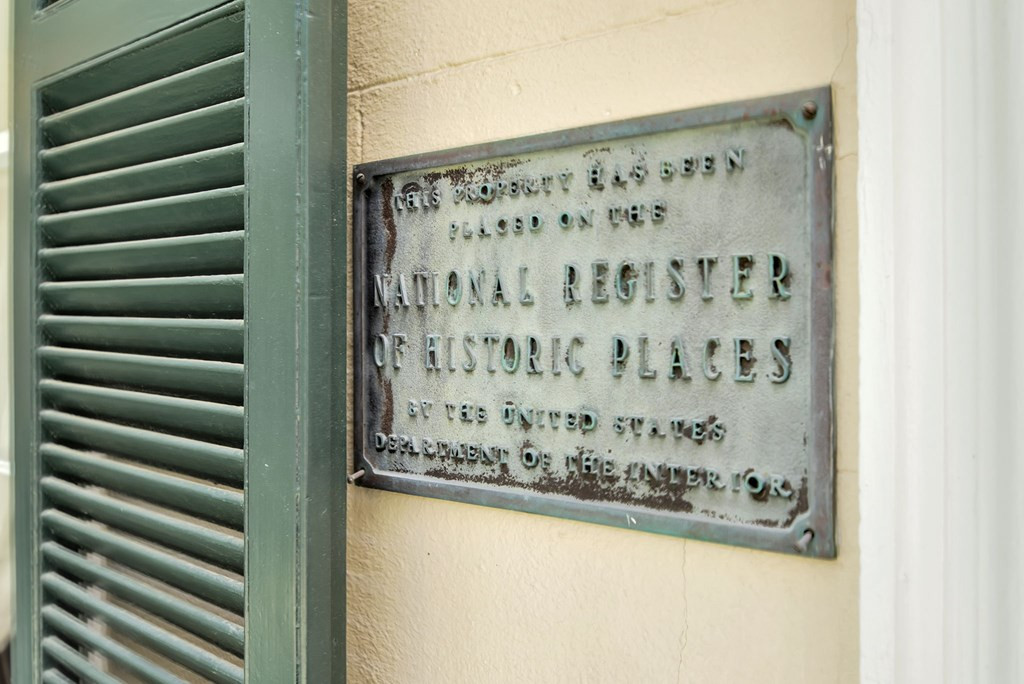 THIS PROPERTY HAS BEEN
PLACED ON THE
NATIONAL REGISTER
OF HISTORIC PLACES
BY THE UNITED STATES
DEPARTMENT OF THE INTERIOR